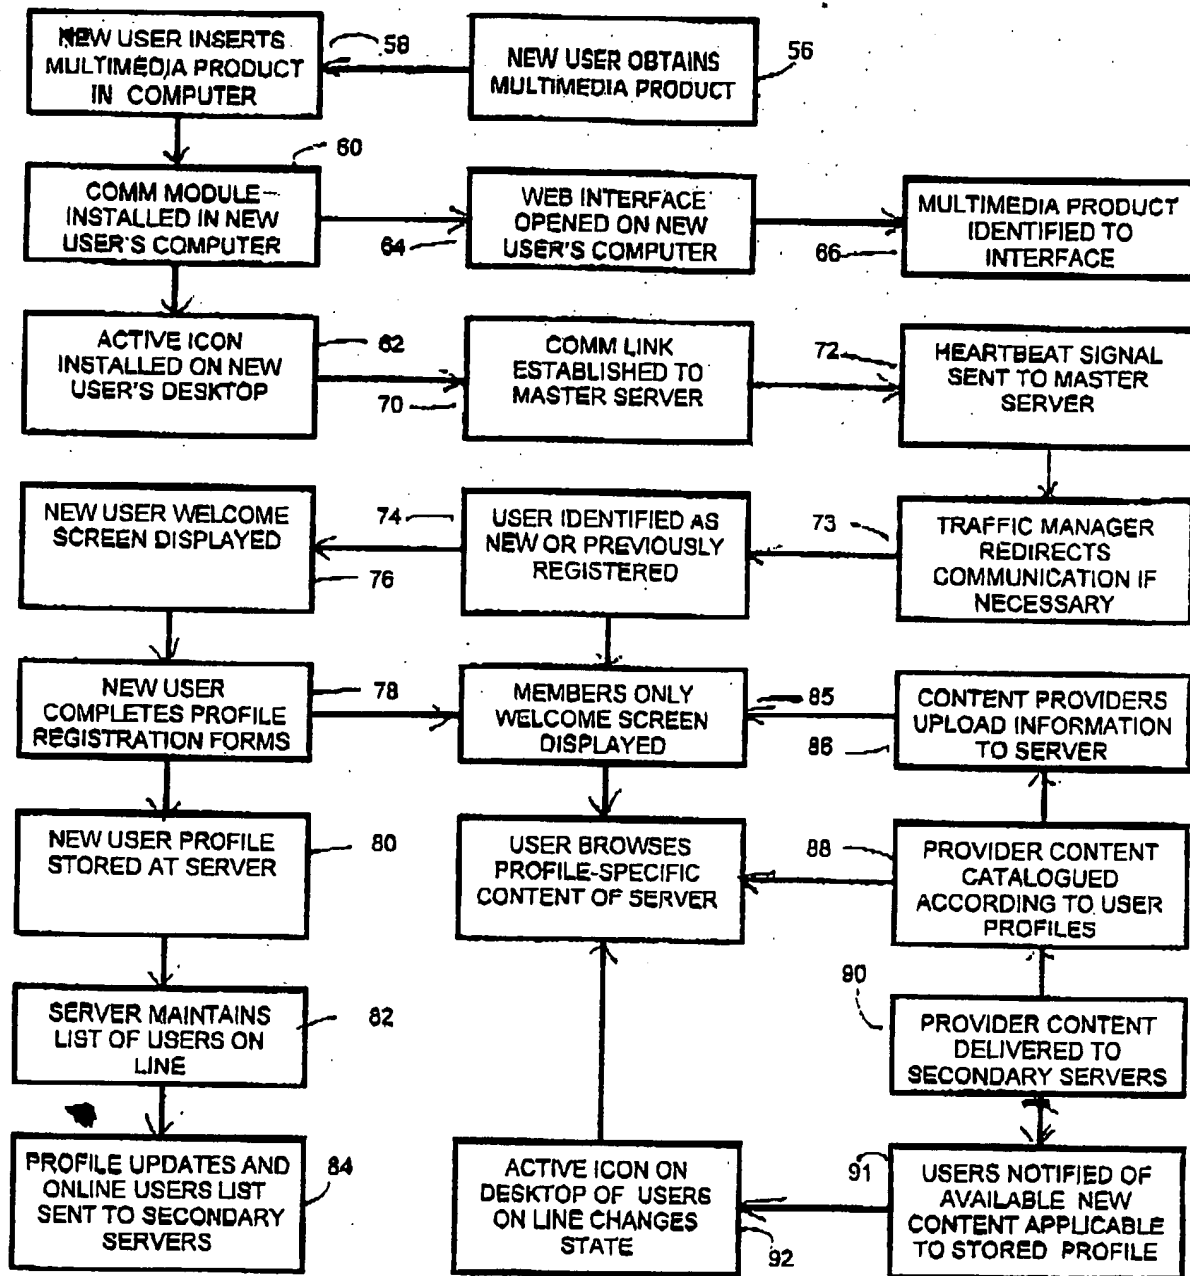 NEW USER INSERTS
MULTIMEDIA PRODUCT
IN COMPUTER
58
NEW USER OBTAINS
MULTIMEDIA PRODUCT
56
COMM MODULE
INSTALLED IN NEW
USER'S COMPUTER
60
WEB INTERFACE
OPENED ON NEW
USER'S COMPUTER
64
MULTIMEDIA PRODUCT
IDENTIFIED TO
INTERFACE
66
ACTIVE ICON
INSTALLED ON NEW
USER'S DESKTOP
62
COMM LINK
ESTABLISHED TO
MASTER SERVER
70
HEARTBEAT SIGNAL
SENT TO MASTER
SERVER
72
NEW USER WELCOME
SCREEN DISPLAYED
76
USER IDENTIFIED AS
NEW OR PREVIOUSLY
REGISTERED
74
TRAFFIC MANAGER
REDIRECTS
COMMUNICATION IF
NECESSARY
73
NEW USER
COMPLETES PROFILE
REGISTRATION FORMS
78
MEMBERS ONLY
WELCOME SCREEN
DISPLAYED
85
CONTENT PROVIDERS
UPLOAD INFORMATION
TO SERVER
86
NEW USER PROFILE
STORED AT SERVER
80
USER BROWSES
PROFILE-SPECIFIC
CONTENT OF SERVER
PROVIDER CONTENT
CATALOGUED
ACCORDING TO USER
PROFILES
88
SERVER MAINTAINS
LIST OF USERS ON
LINE
82
PROVIDER CONTENT
DELIVERED TO
SECONDARY SERVERS
90
PROFILE UPDATES AND
ONLINE USERS LIST
SENT TO SECONDARY
SERVERS
84
ACTIVE ICON ON
DESKTOP OF USERS
ON LINE CHANGES
STATE
92
USERS NOTIFIED OF
AVAILABLE NEW
CONTENT APPLICABLE
TO STORED PROFILE
91